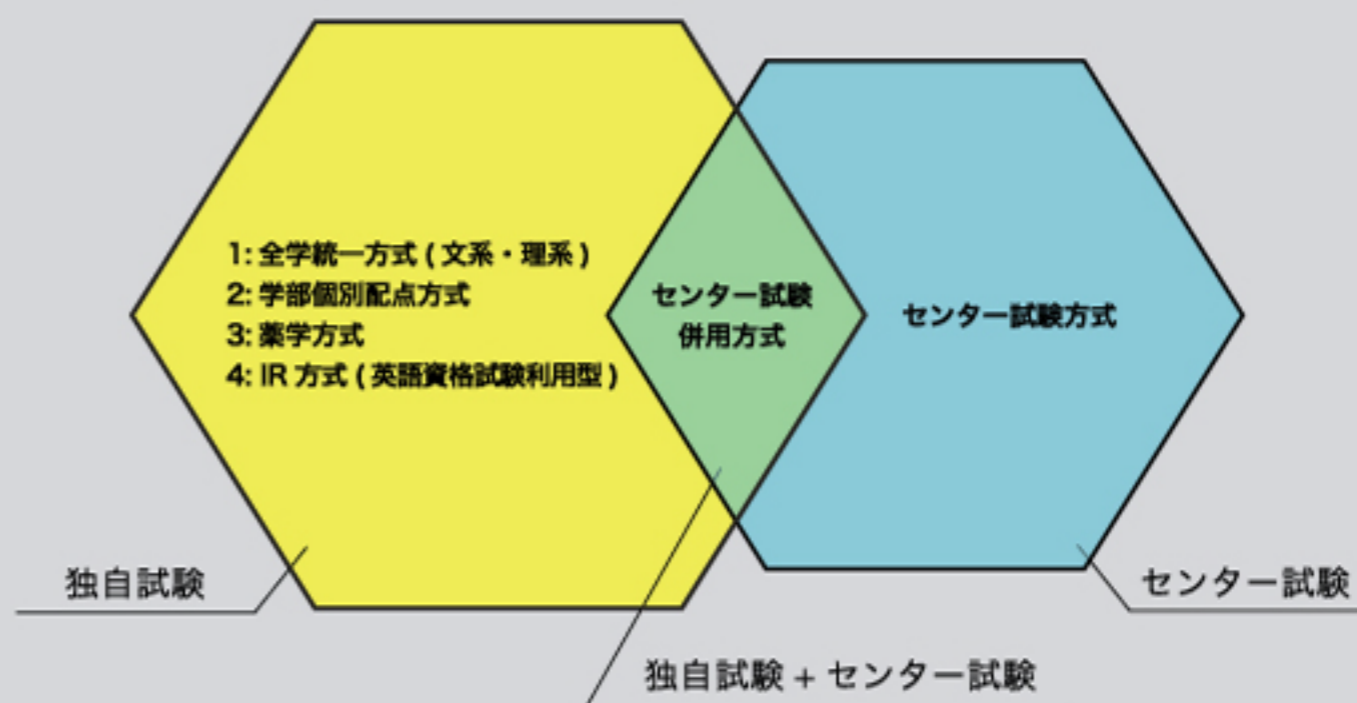 1: 全学統一方式 ( 文系・理系 )
2: 学部個別配点方式
3: 薬学方式
4: IR 方式 ( 英語資格試験利用型 )
センター試験
併用方式
センター試験方式
独自試験
センター試験
独自試験 + センター試験